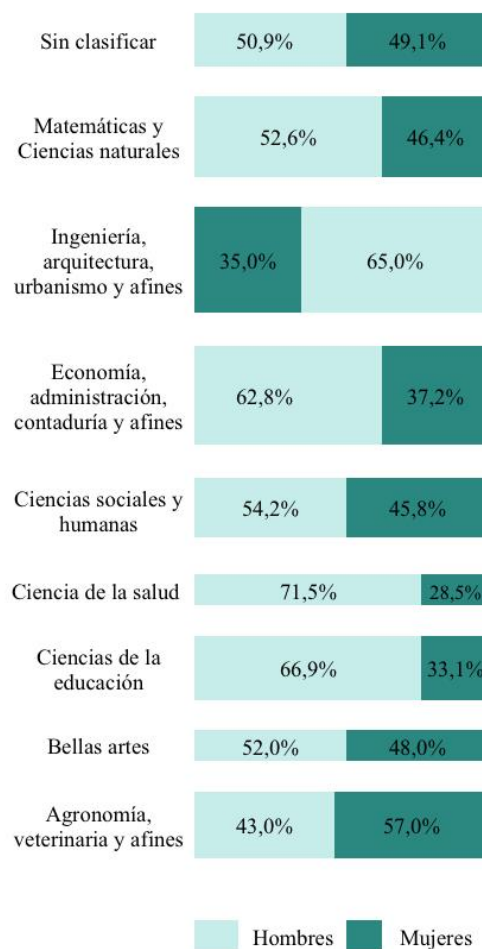 Sin clasificar
50,9%
49,1%
Matemáticas y
Ciencias naturales
52,6%
46,4%
Ingeniería,
arquitectura,
urbanismo y afines
35,0%
65,0%
Economía,
administración,
contaduría y afines
62,8%
37,2%
Ciencias sociales y
humanas
54,2%
45,8%
Ciencia de la salud
71,5%
28,5%
Ciencias de la
educación
66,9%
33,1%
Bellas artes
52,0%
48,0%
Agronomía,
veterinaria y afines
43,0%
57,0%
Hombres
Mujeres